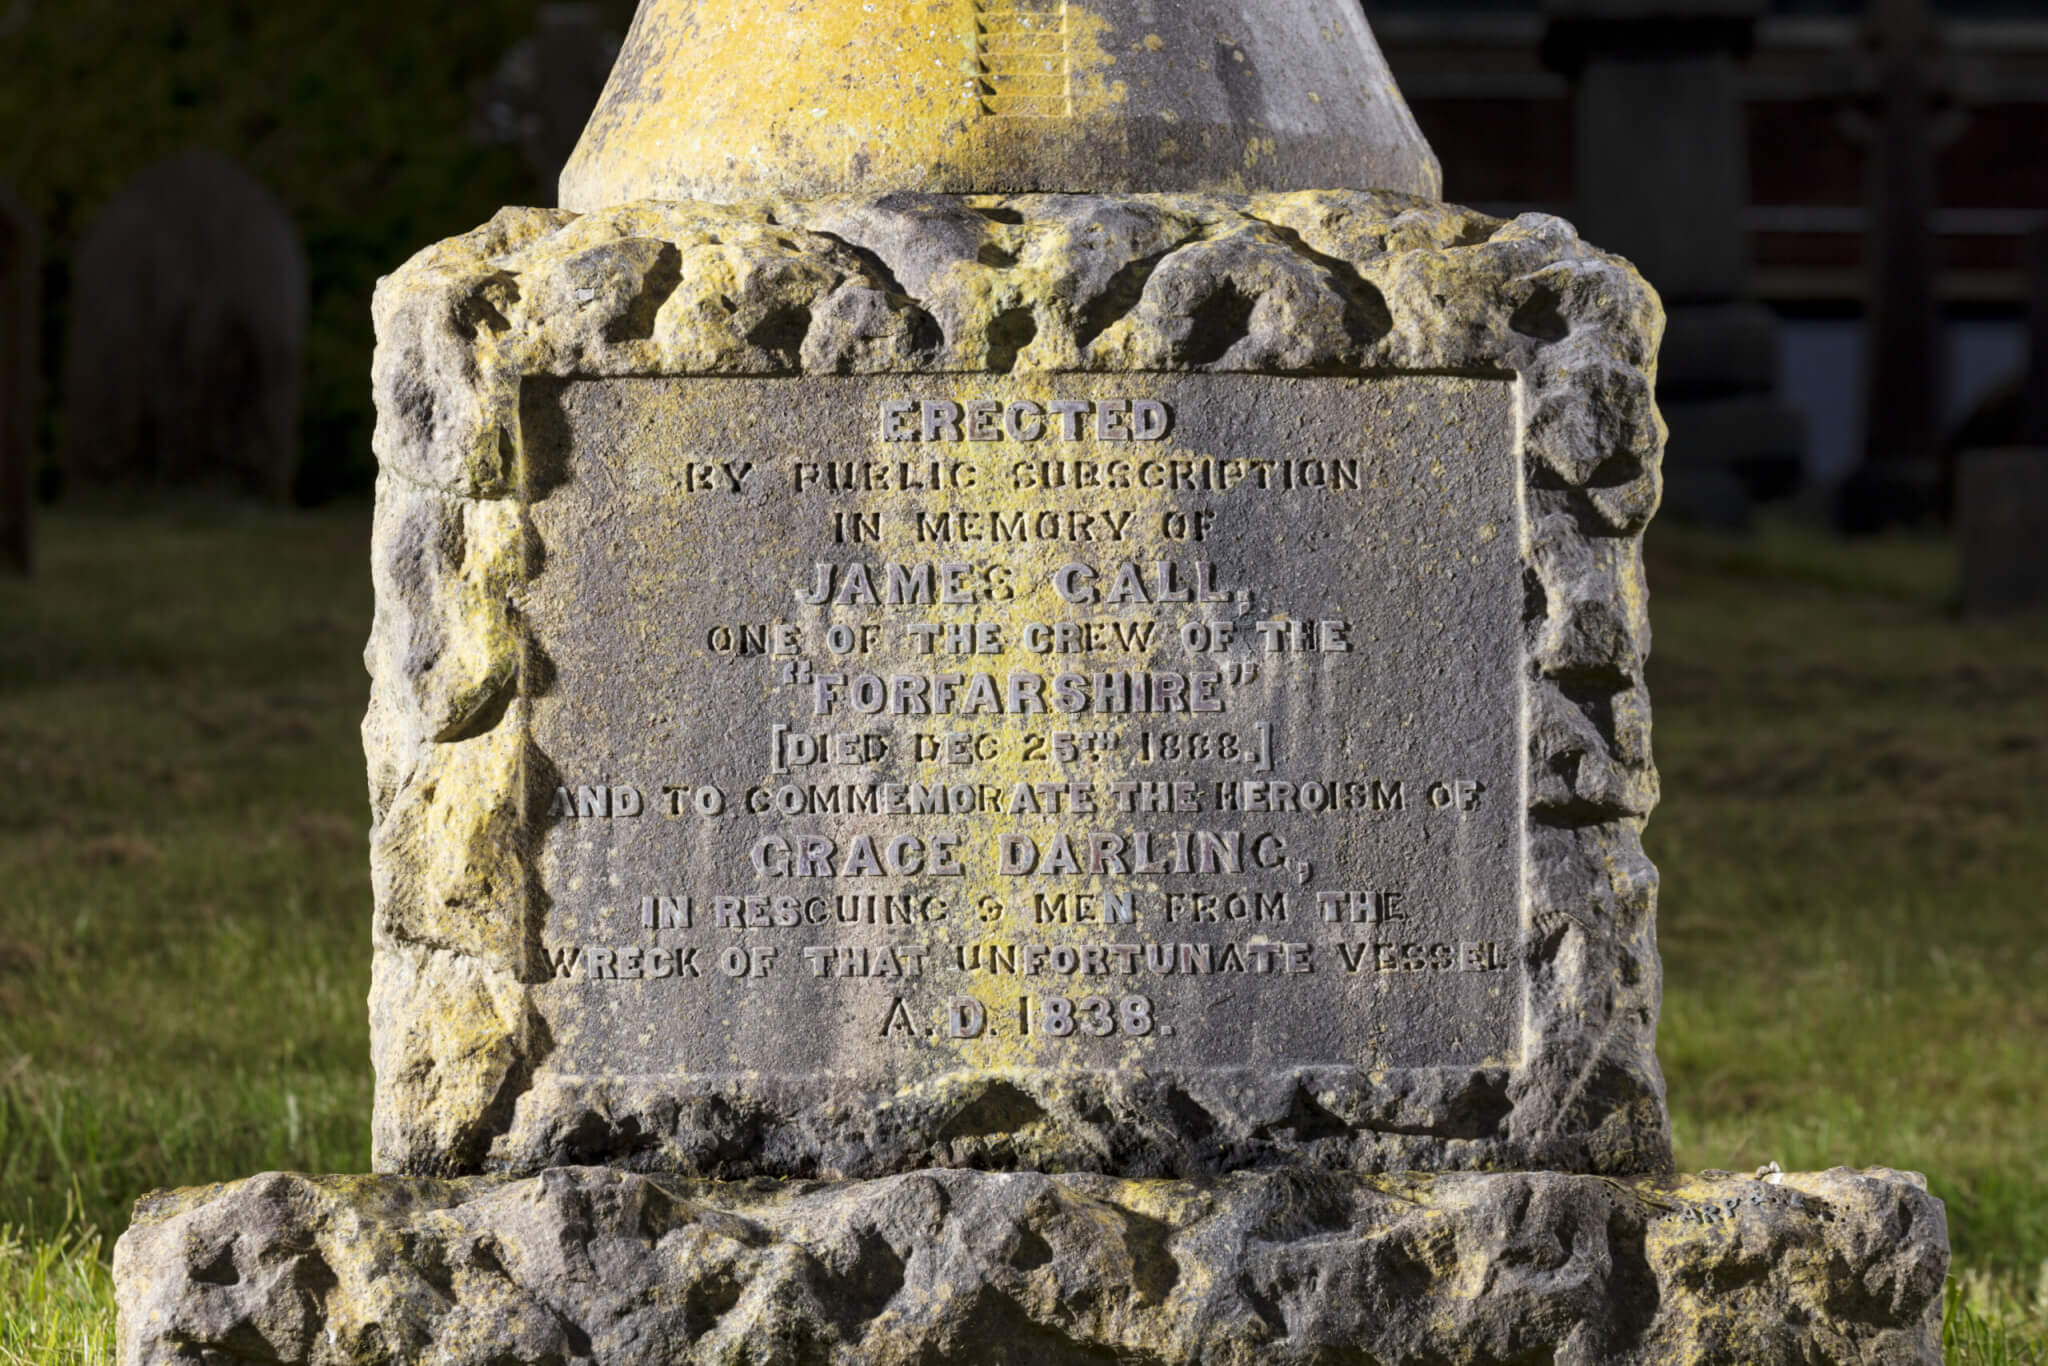 ERECTED
BY PUBLIC SUBSCRIPTION
IN MEMORY OF
JAMES CALL,
ONE OF THE CREW OF THE
“FORFARSHIRE”
[DIED DEC 25TH 1888.]
AND TO COMMEMORATE THE HEROISM OF
GRACE DARLING,
IN RESCUING 9 MEN FROM THE
WRECK OF THAT UNFORTUNATE VESSEL
A.D. 1838.